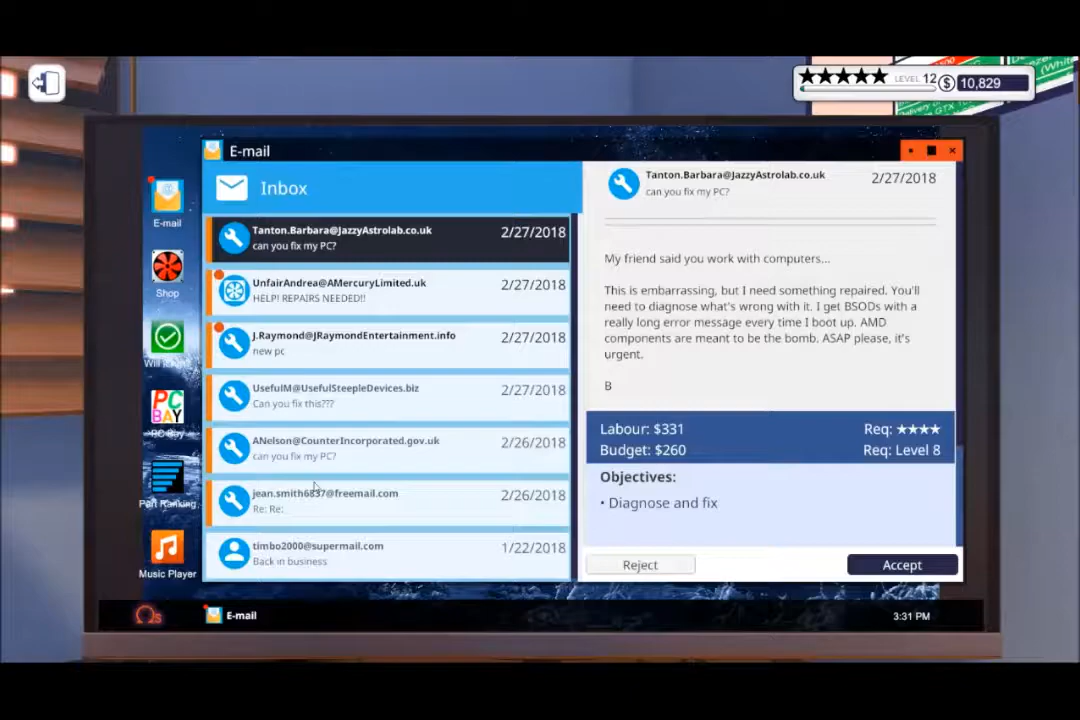 LEVEL 12
$ 10,829
E-mail
Inbox
E-mail
Shop
PC
BAY
Part Ranking
Music Player
Tanton.Barbara@JazzyAstrolab.co.uk
2/27/2018
can you fix my PC?
UnfairAndrea@AMercuryLimited.uk
2/27/2018
HELP! REPAIRS NEEDED!!
J.Raymond@JRaymondEntertainment.info
2/27/2018
new pc
UsefulM@UsefulSteepleDevices.biz
2/27/2018
Can you fix this???
ANelson@CounterIncorporated.gov.uk
2/26/2018
can you fix my PC?
jean.smith6837@freemail.com
2/26/2018
Re: Re:
timbo2000@supermail.com
1/22/2018
Back in business
Tanton.Barbara@JazzyAstrolab.co.uk
2/27/2018
can you fix my PC?
My friend said you work with computers...
This is embarrassing, but I need something repaired. You'll
need to diagnose what's wrong with it. I get BSODs with a
really long error message every time I boot up. AMD
components are meant to be the bomb. ASAP please, it's
urgent.
B
Labour: $331
Req: ★★★★
Budget: $260
Req: Level 8
Objectives:
• Diagnose and fix
Reject
Accept
Os
E-mail
3:31 PM